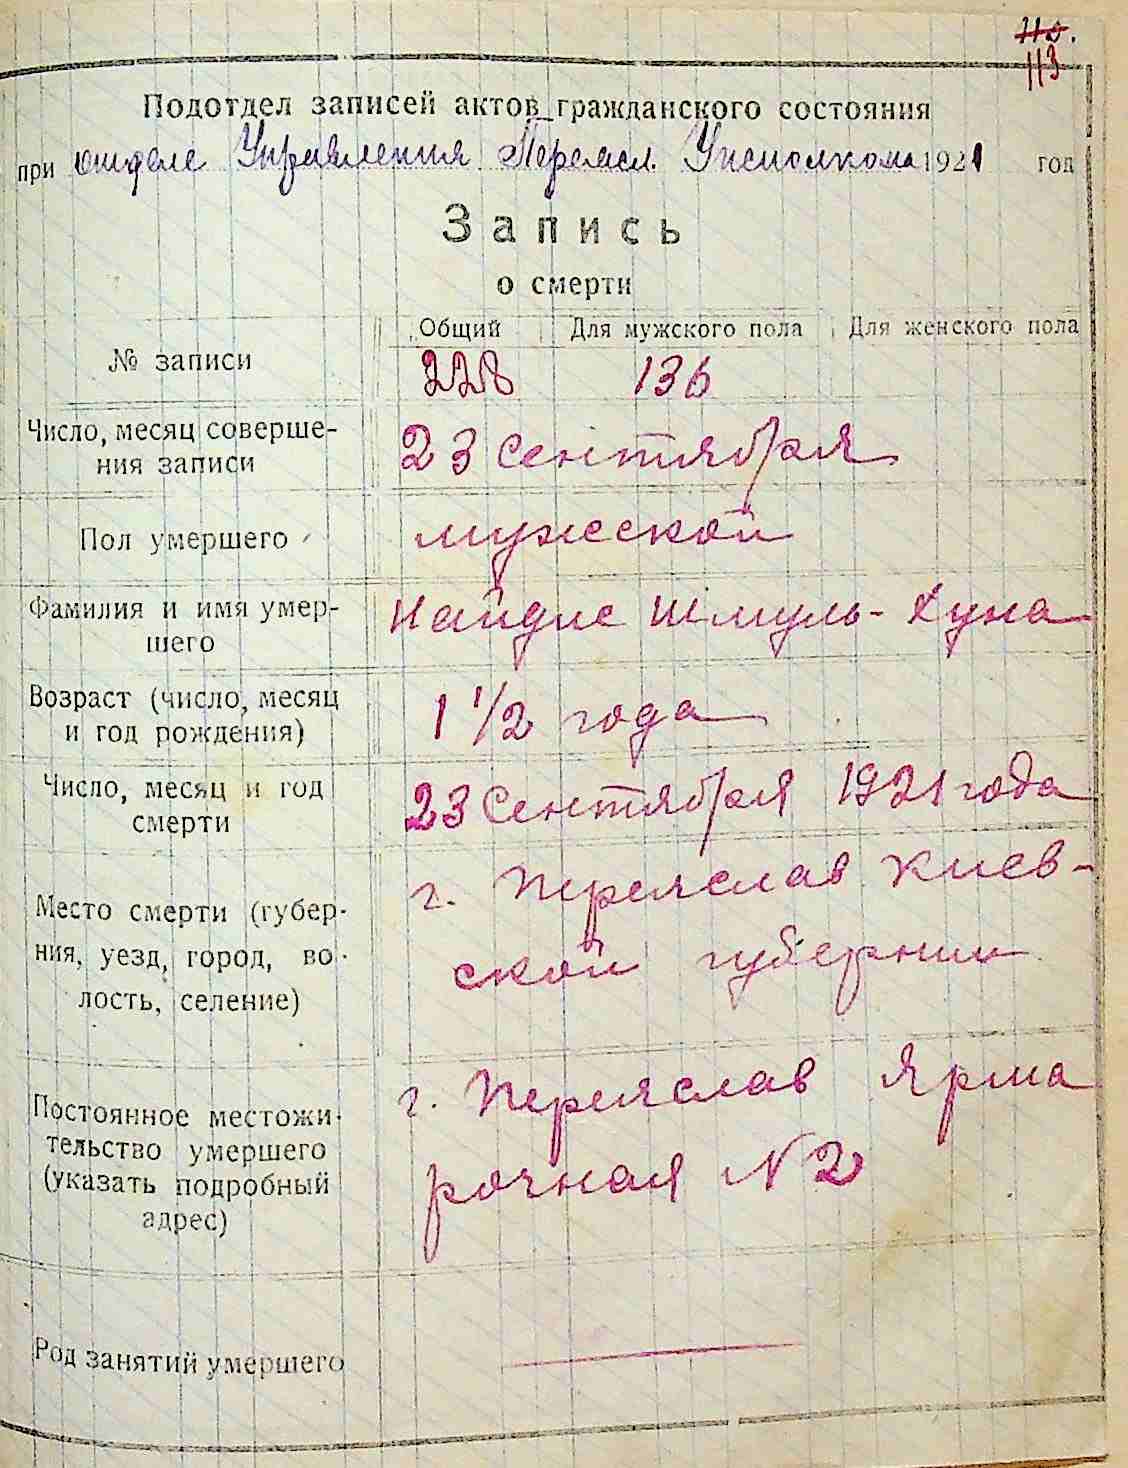 110.
113
Подотдел записей актов гражданского состояния
при отделе Управления Переясл. Уисполкома 1921 год
Запись
о смерти
№ записи
Общий Для мужского пола Для женского пола
228 136
Число, месяц соверше-
ния записи
23 сентября
Пол умершего
мужской
Фамилия и имя умер-
шего
Найдис Шмуль-Хуна
Возраст (число, месяц
и год рождения)
1 1/2 года
Число, месяц и год
смерти
23 Сентября 1921 года
Место смерти (губер-
ния, уезд, город, во-
лость, селение)
г. Переяслав Киев-
ской губернии
Постоянное местожи-
тельство умершего
(указать подробный
адрес)
г. Переяслав Ярма
рочная N 2
Род занятий умершего